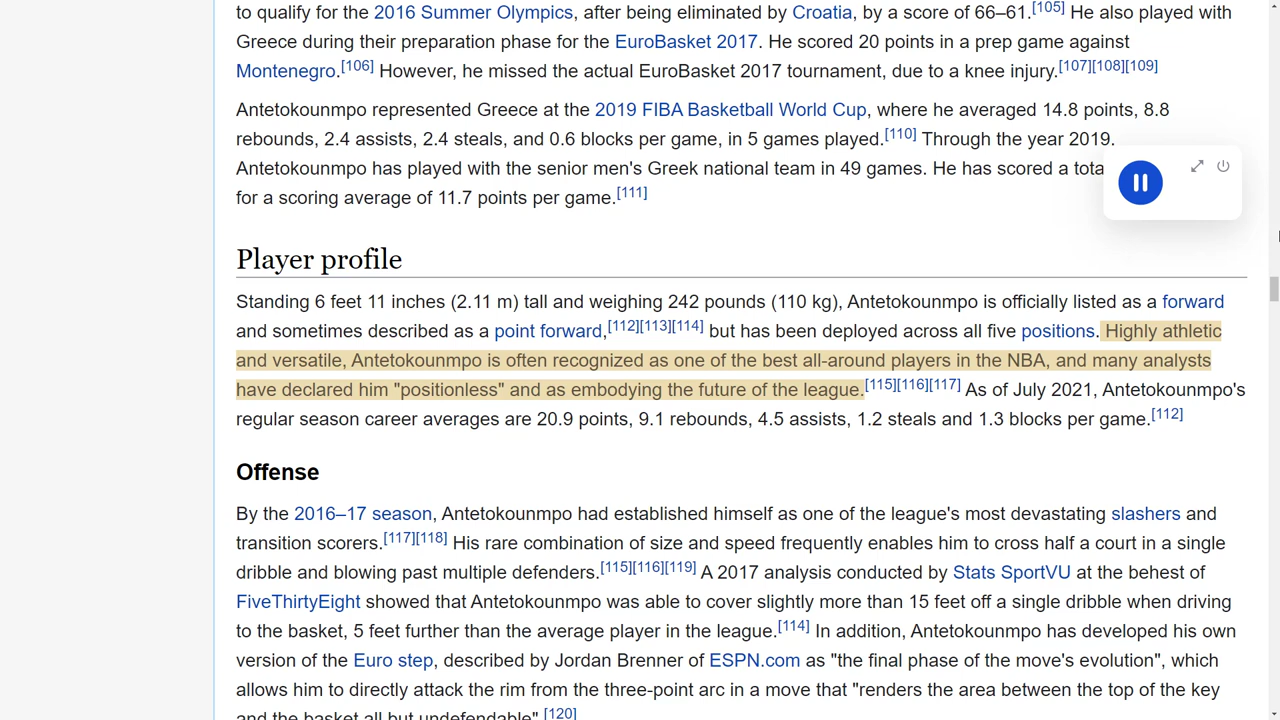 to qualify for the 2016 Summer Olympics, after being eliminated by Croatia, by a score of 66–61.[105] He also played with
Greece during their preparation phase for the EuroBasket 2017. He scored 20 points in a prep game against
Montenegro.[106] However, he missed the actual EuroBasket 2017 tournament, due to a knee injury.[107][108][109]
Antetokounmpo represented Greece at the 2019 FIBA Basketball World Cup, where he averaged 14.8 points, 8.8
rebounds, 2.4 assists, 2.4 steals, and 0.6 blocks per game, in 5 games played.[110] Through the year 2019.
Antetokounmpo has played with the senior men's Greek national team in 49 games. He has scored a tota
for a scoring average of 11.7 points per game.[111]
Player profile
Standing 6 feet 11 inches (2.11 m) tall and weighing 242 pounds (110 kg), Antetokounmpo is officially listed as a forward
and sometimes described as a point forward,[112][113][114] but has been deployed across all five positions. Highly athletic
and versatile, Antetokounmpo is often recognized as one of the best all-around players in the NBA, and many analysts
have declared him "positionless" and as embodying the future of the league.[115][116][117] As of July 2021, Antetokounmpo's
regular season career averages are 20.9 points, 9.1 rebounds, 4.5 assists, 1.2 steals and 1.3 blocks per game.[112]
Offense
By the 2016–17 season, Antetokounmpo had established himself as one of the league's most devastating slashers and
transition scorers.[117][118] His rare combination of size and speed frequently enables him to cross half a court in a single
dribble and blowing past multiple defenders.[115][116][119] A 2017 analysis conducted by Stats SportVU at the behest of
FiveThirtyEight showed that Antetokounmpo was able to cover slightly more than 15 feet off a single dribble when driving
to the basket, 5 feet further than the average player in the league.[114] In addition, Antetokounmpo has developed his own
version of the Euro step, described by Jordan Brenner of ESPN.com as "the final phase of the move's evolution", which
allows him to directly attack the rim from the three-point arc in a move that "renders the area between the top of the key
and the basket all but undefendable".[120]